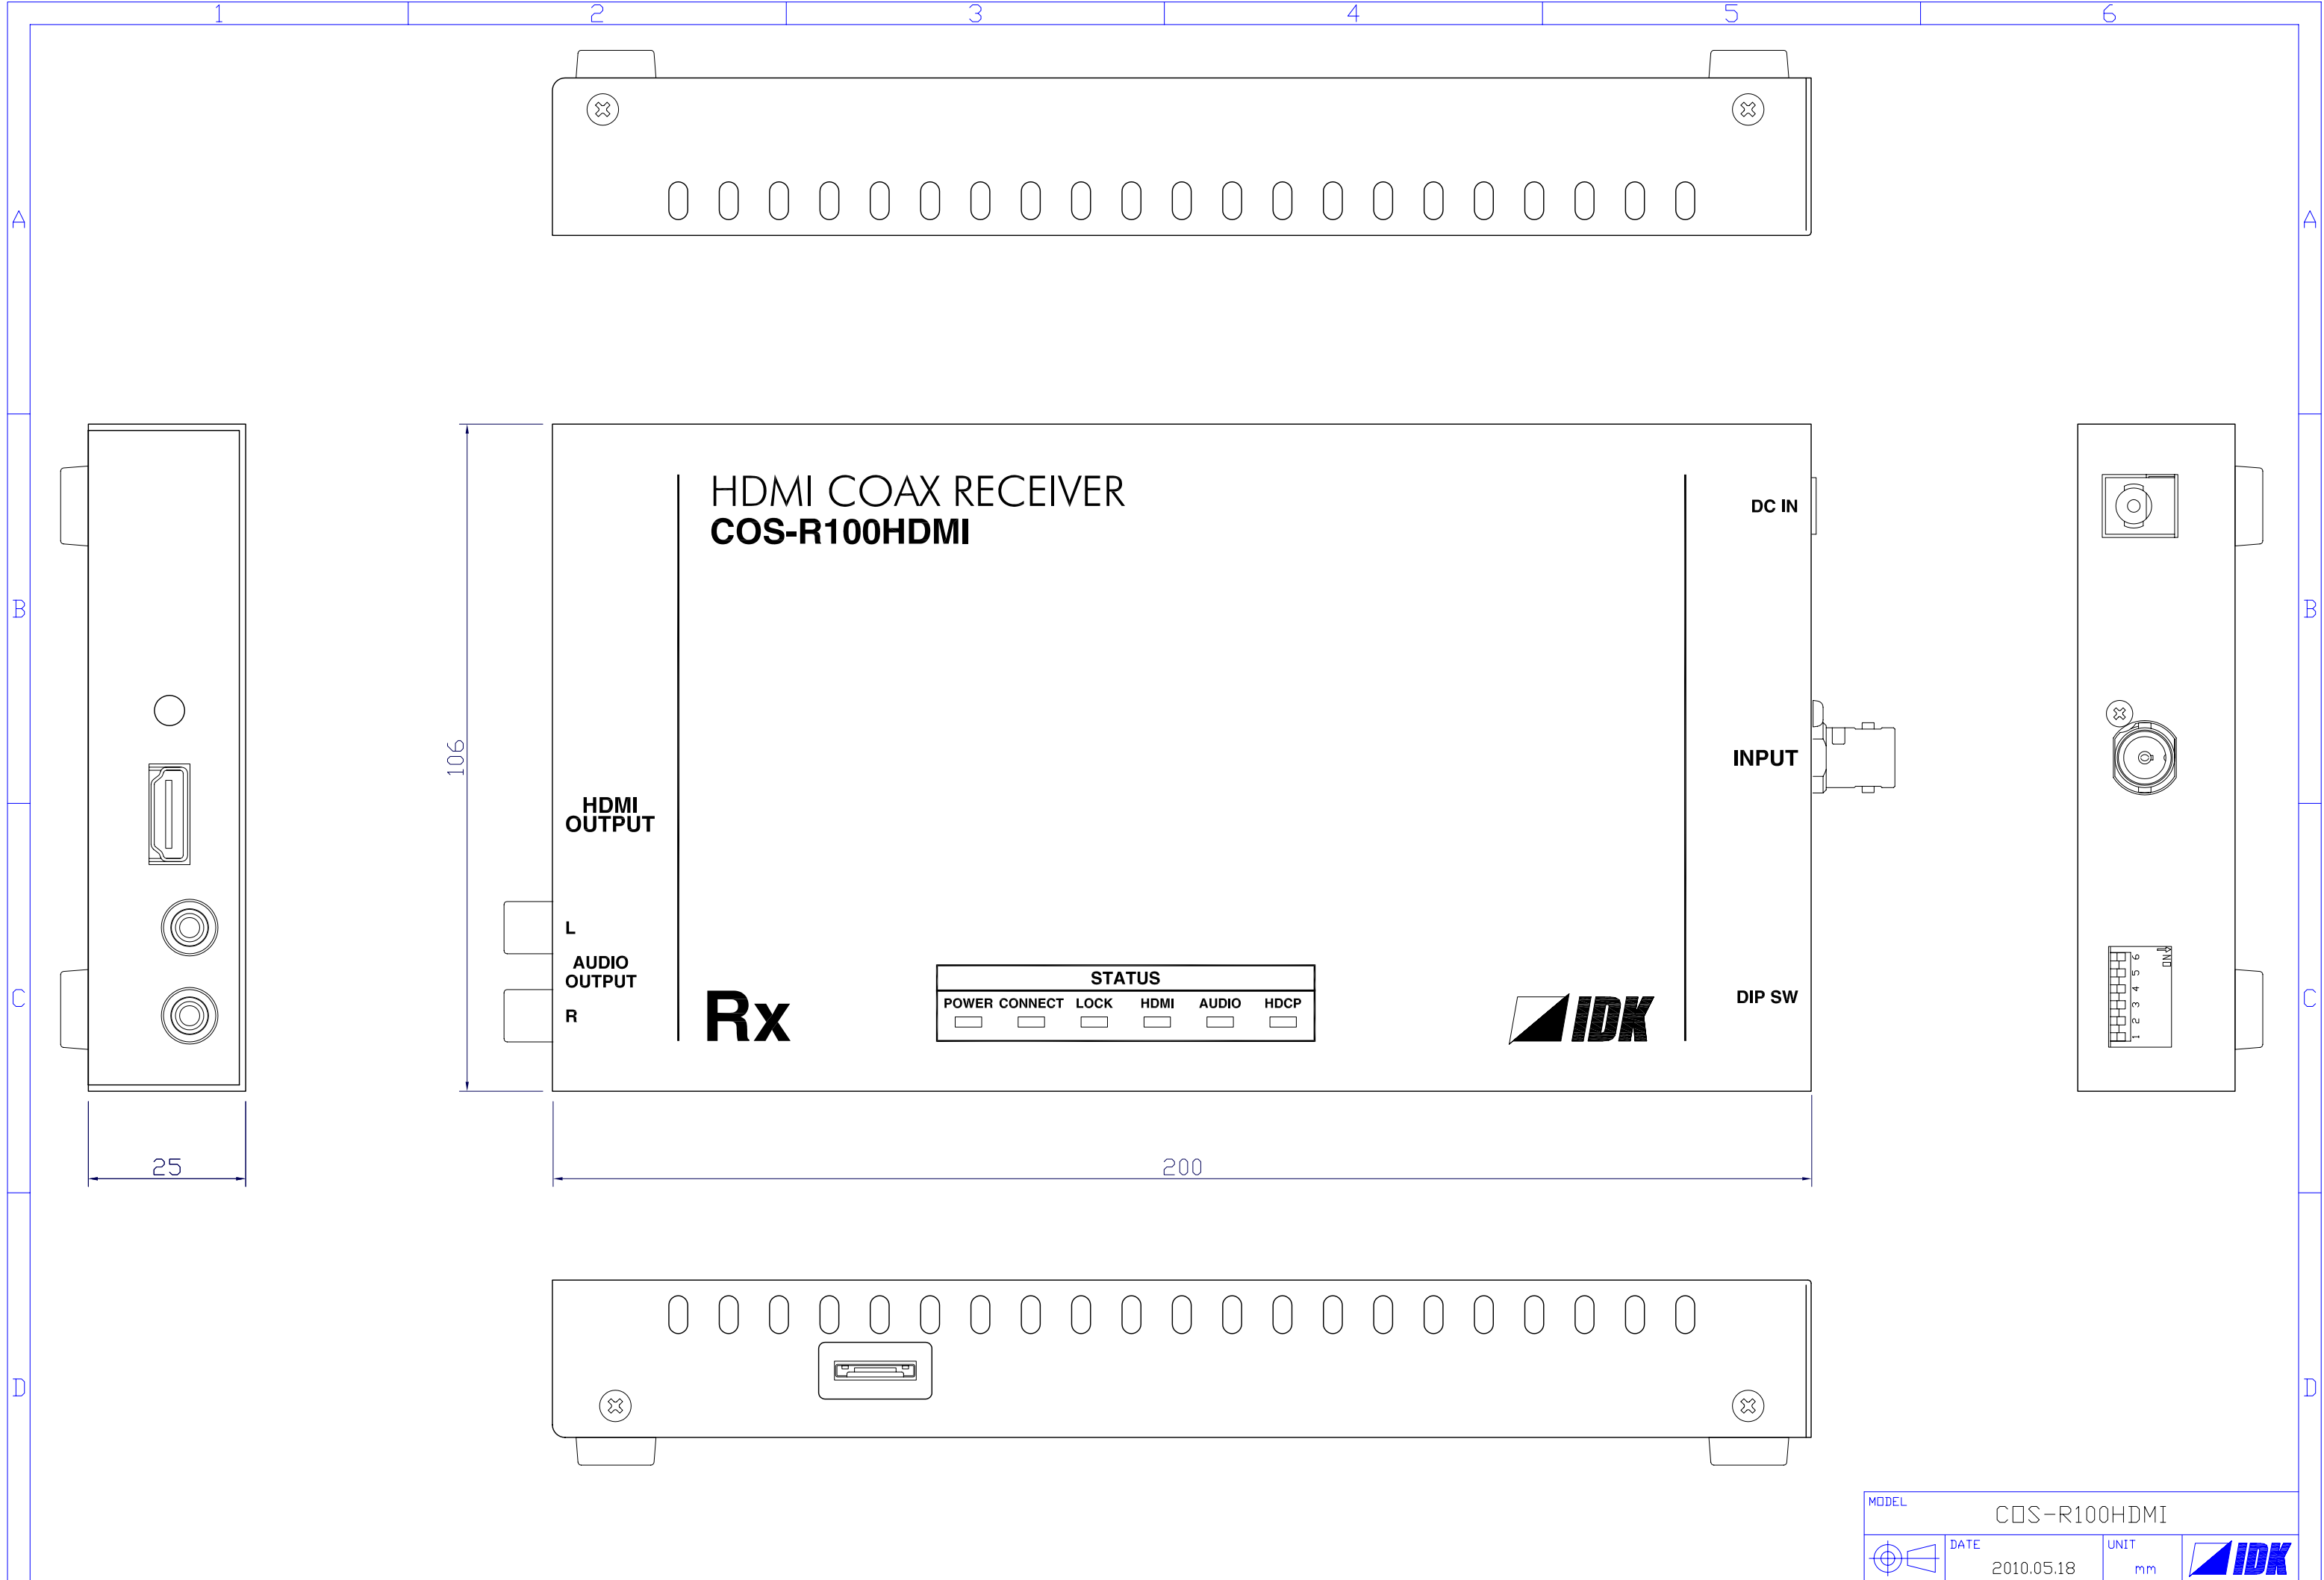 1 2 3 4 5 6
A A
HDMI COAX RECEIVER
COS-R100HDMI
DC IN
B B
106
INPUT
HDMI
OUTPUT
L
AUDIO
OUTPUT
R
Rx
STATUS
POWER CONNECT LOCK HDMI AUDIO HDCP
IDK
DIP SW
ON
1 2 3 4 5 6
C C
25
200
D D
MODEL
COS-R100HDMI
DATE
2010.05.18
UNIT
mm
IDK